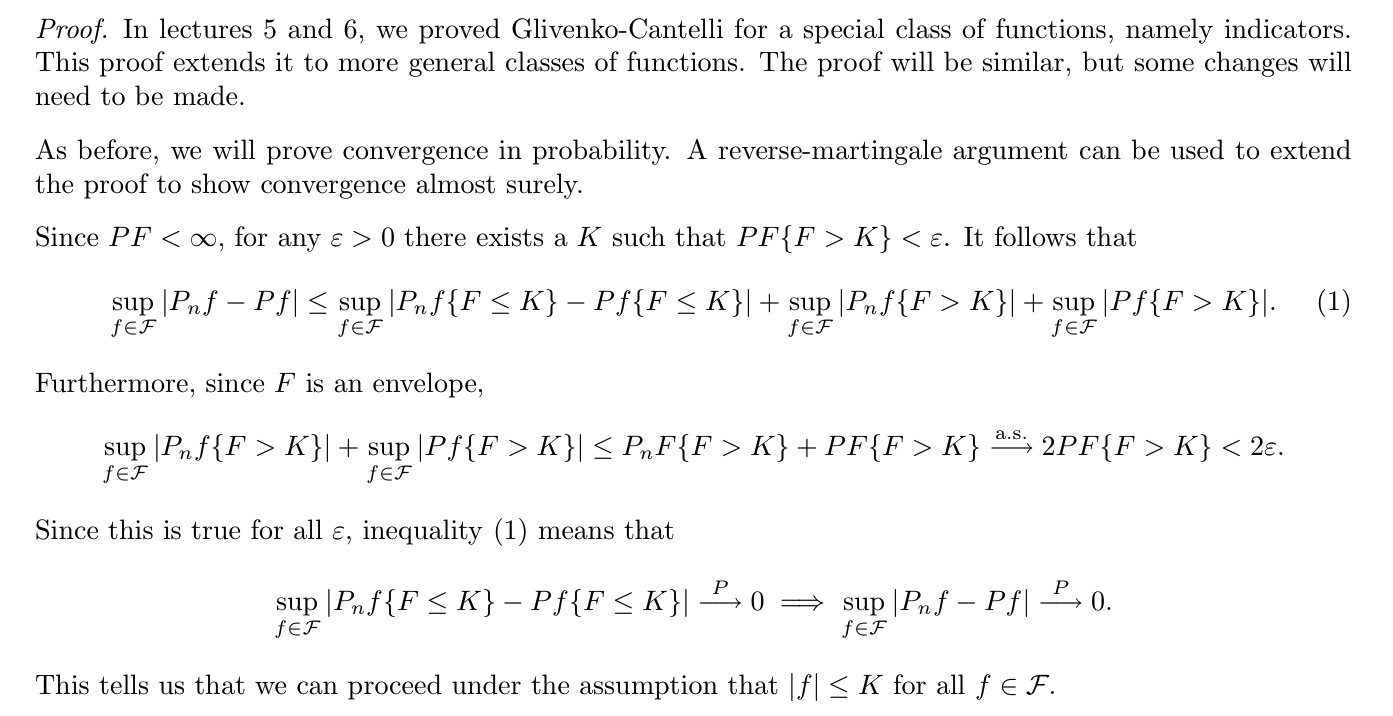 Proof. In lectures 5 and 6, we proved Glivenko-Cantelli for a special class of functions, namely indicators.
This proof extends it to more general classes of functions. The proof will be similar, but some changes will
need to be made.
As before, we will prove convergence in probability. A reverse-martingale argument can be used to extend
the proof to show convergence almost surely.
Since $PF < \infty$, for any $\varepsilon > 0$ there exists a $K$ such that $PF\{F > K\} < \varepsilon$. It follows that
$\sup_{f \in \mathcal{F}} |P_n f - Pf| \leq \sup_{f \in \mathcal{F}} |P_n f\{F \leq K\} - Pf\{F \leq K\}| + \sup_{f \in \mathcal{F}} |P_n f\{F > K\}| + \sup_{f \in \mathcal{F}} |Pf\{F > K\}|.$ (1)
Furthermore, since $F$ is an envelope,
$\sup_{f \in \mathcal{F}} |P_n f\{F > K\}| + \sup_{f \in \mathcal{F}} |Pf\{F > K\}| \leq P_n F\{F > K\} + PF\{F > K\} \xrightarrow{\text{a.s.}} 2PF\{F > K\} < 2\varepsilon.$
Since this is true for all $\varepsilon$, inequality (1) means that
$\sup_{f \in \mathcal{F}} |P_n f\{F \leq K\} - Pf\{F \leq K\}| \xrightarrow{P} 0 \implies \sup_{f \in \mathcal{F}} |P_n f - Pf| \xrightarrow{P} 0.$
This tells us that we can proceed under the assumption that $|f| \leq K$ for all $f \in \mathcal{F}$.